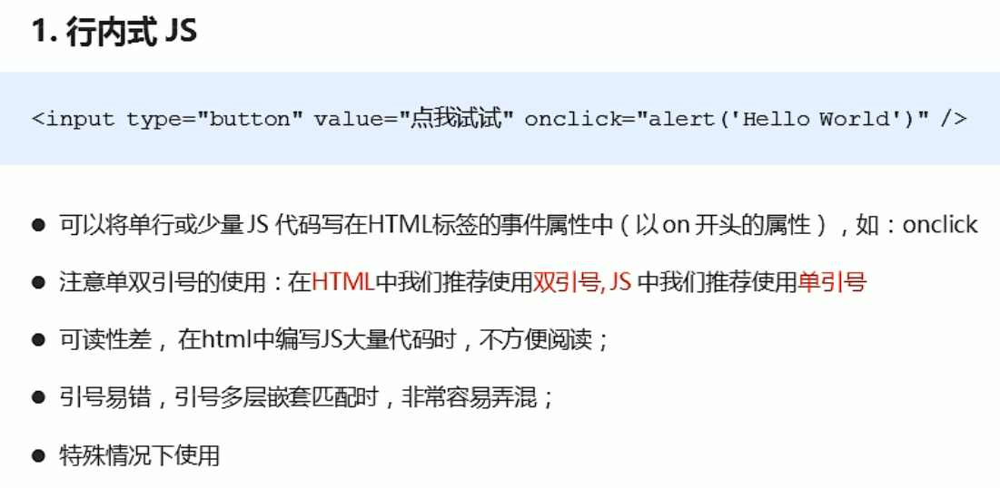 1. 行内式 JS
<input type="button" value="点我试试" onclick="alert('Hello World')" />
● 可以将单行或少量 JS 代码写在HTML标签的事件属性中（以 on 开头的属性），如：onclick
● 注意单双引号的使用：在HTML中我们推荐使用双引号, JS 中我们推荐使用单引号
● 可读性差， 在html中编写JS大量代码时，不方便阅读；
● 引号易错，引号多层嵌套匹配时，非常容易弄混；
● 特殊情况下使用